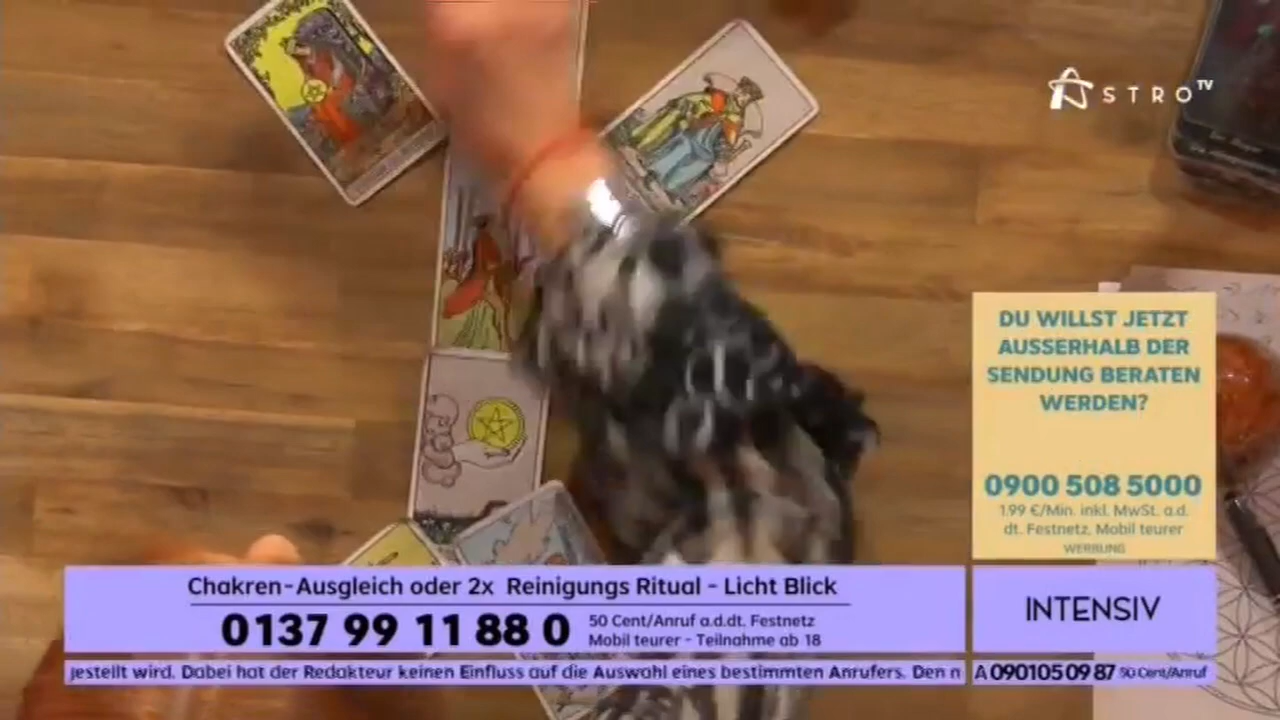 ASTRO TV
DU WILLST JETZT
AUSSERHALB DER
SENDUNG BERATEN
WERDEN?
0900 508 5000
1.99 €/Min. inkl. MwSt. a.d.
dt. Festnetz, Mobil teurer
WERBUNG
Chakren-Ausgleich oder 2x Reinigungs Ritual - Licht Blick
0137 99 11 88 0
50 Cent/Anruf a.d.dt. Festnetz
Mobil teurer - Teilnahme ab 18
INTENSIV
jestellt wird. Dabei hat der Redakteur keinen Einfluss auf die Auswahl eines bestimmten Anrufers. Den n
A 090105 09 87 50 Cent/Anruf